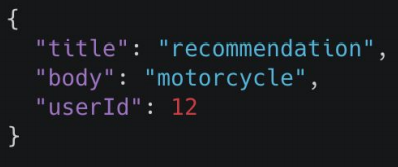 {
"title": "recommendation",
"body": "motorcycle",
"userId": 12
}